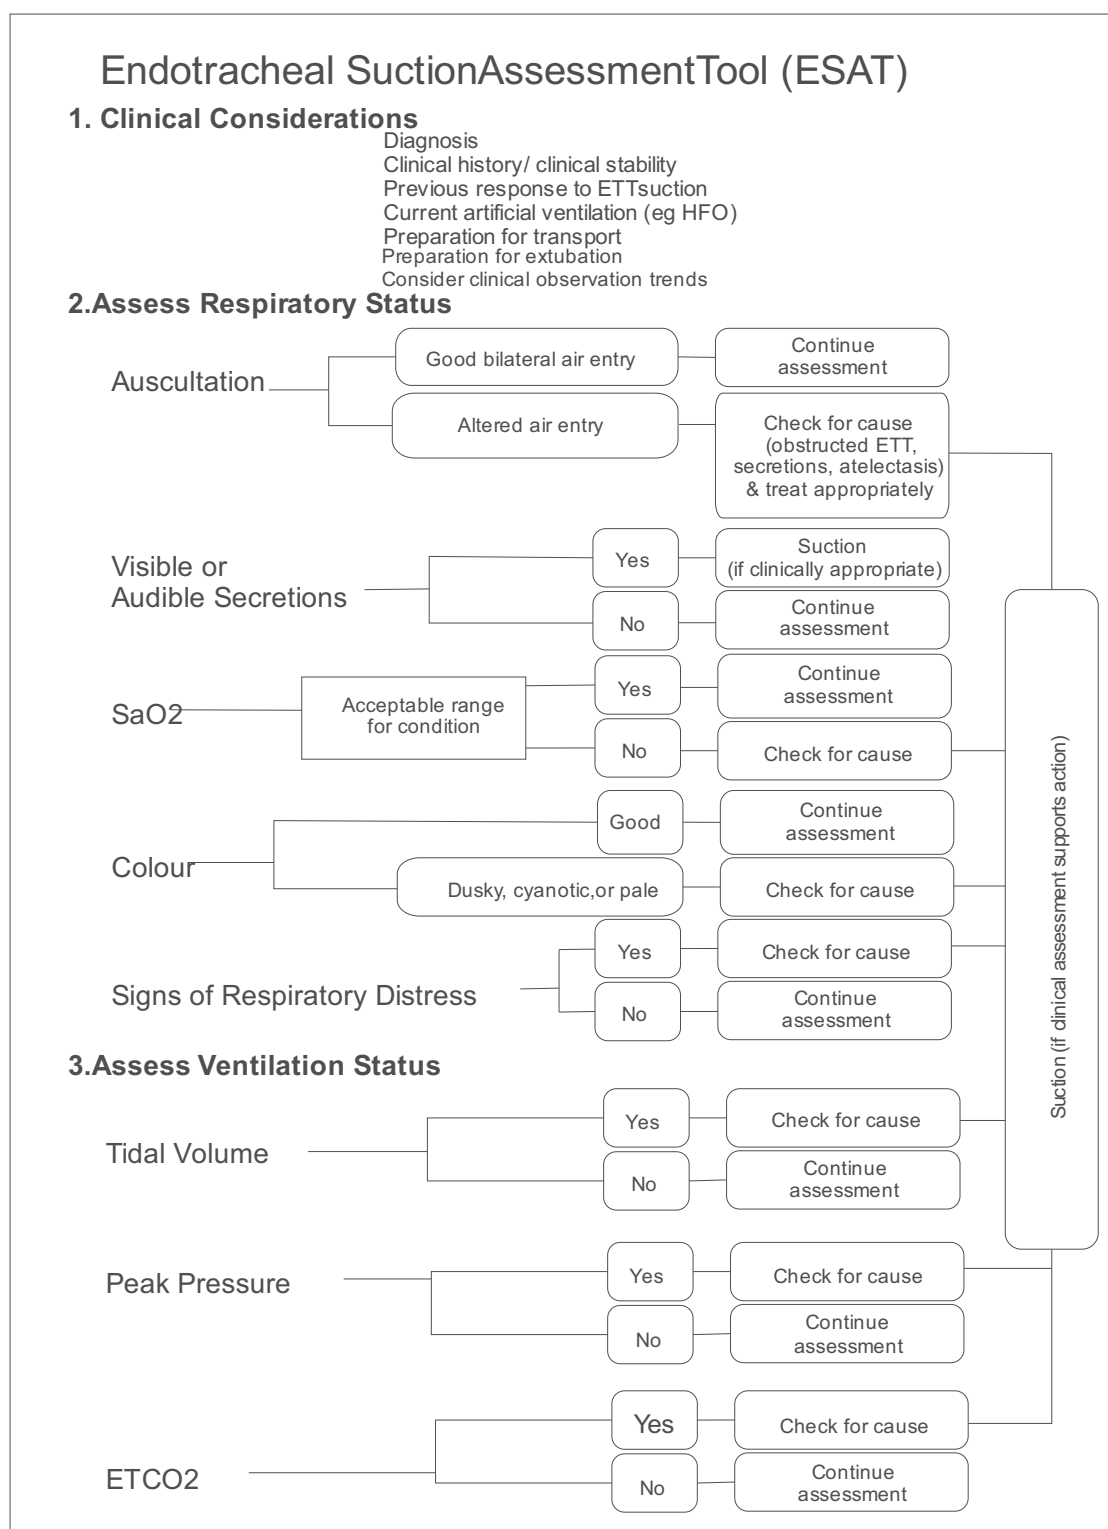 Endotracheal SuctionAssessmentTool (ESAT)
1. Clinical Considerations
Diagnosis
Clinical history/ clinical stability
Previous response to ETTsuction
Current artificial ventilation (eg HFO)
Preparation for transport
Preparation for extubation
Consider clinical observation trends
2.Assess Respiratory Status
Auscultation
Good bilateral air entry
Continue
assessment
Altered air entry
Check for cause
(obstructed ETT,
secretions, atelectasis)
& treat appropriately
Visible or
Audible Secretions
Yes
Suction
(if clinically appropriate)
No
Continue
assessment
SaO2
Acceptable range
for condition
Yes
Continue
assessment
No
Check for cause
Colour
Good
Continue
assessment
Dusky, cyanotic,or pale
Check for cause
Signs of Respiratory Distress
Yes
Check for cause
No
Continue
assessment
Suction (if dinical assessment supports action)
3.Assess Ventilation Status
Tidal Volume
Yes
Check for cause
No
Continue
assessment
Peak Pressure
Yes
Check for cause
No
Continue
assessment
ETCO2
Yes
Check for cause
No
Continue
assessment